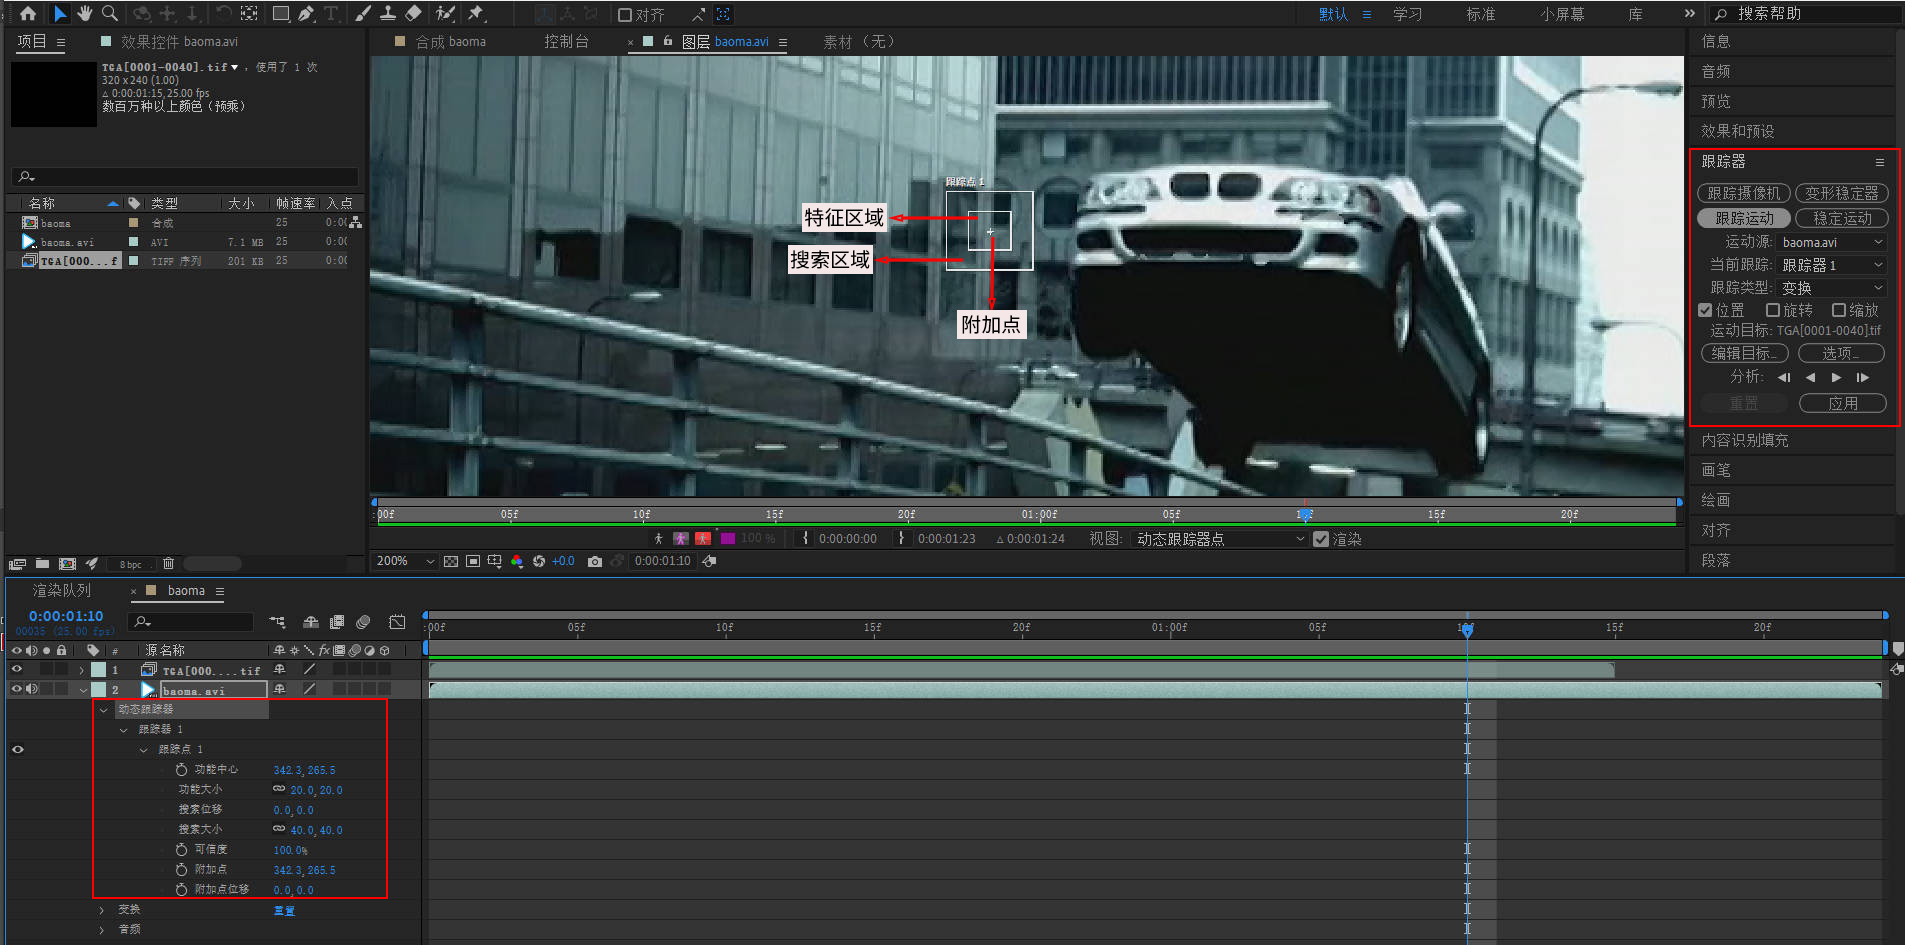 对齐
默认
学习
标准
小屏幕
库
搜索帮助
项目
效果控件 baoma.avi
合成 baoma
控制台
图层 baoma.avi
素材（无）
TGA[0001-0040].tif ，使用了 1 次
320 x 240 (1.00)
△ 0:00:01:15, 25.00 fps
数百万种以上颜色（预乘）
名称 类型 大小 帧速率 入点
baoma 合成 25 0:00
baoma.avi AVI 7.1 MB 25 0:00
TGA[000...f TIFF 序列 201 KB 25 0:00
8 bpc
跟踪点 1
特征区域
搜索区域
附加点
:00f 05f 10f 15f 20f 01:00f 05f 15f 20f
100 %
0:00:00:00
0:00:01:23
△ 0:00:01:24
视图: 动态跟踪器点
渲染
200%
+0.0
0:00:01:10
信息
音频
预览
效果和预设
跟踪器
跟踪摄像机 变形稳定器
跟踪运动 稳定运动
运动源: baoma.avi
当前跟踪: 跟踪器 1
跟踪类型: 变换
位置 旋转 缩放
运动目标: TGA[0001-0040].tif
编辑目标... 选项...
分析:
重置 应用
内容识别填充
画笔
绘画
对齐
段落
渲染队列
baoma
0:00:01:10
00035 (25.00 fps)
:00f 05f 10f 15f 20f 01:00f 05f 10f 15f 20f
# 源名称
fx
1 TGA[000....tif
2 baoma.avi
动态跟踪器
跟踪器 1
跟踪点 1
功能中心 342.3,265.5
功能大小 20.0,20.0
搜索位移 0.0,0.0
搜索大小 40.0,40.0
可信度 100.0%
附加点 342.3,265.5
附加点位移 0.0,0.0
变换 重置
音频